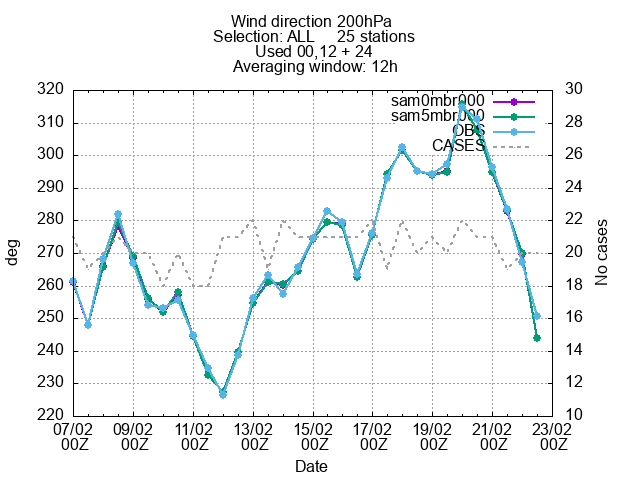 Wind direction 200hPa
Selection: ALL 25 stations
Used 00,12 + 24
Averaging window: 12h
sam0mbr000
sam5mbr000
OBS
CASES
320
310
300
290
280
270
260
250
240
230
220
deg
30
28
26
24
22
20
18
16
14
12
10
No cases
07/02 09/02 11/02 13/02 15/02 17/02 19/02 21/02 23/02
00Z 00Z 00Z 00Z 00Z 00Z 00Z 00Z 00Z
Date